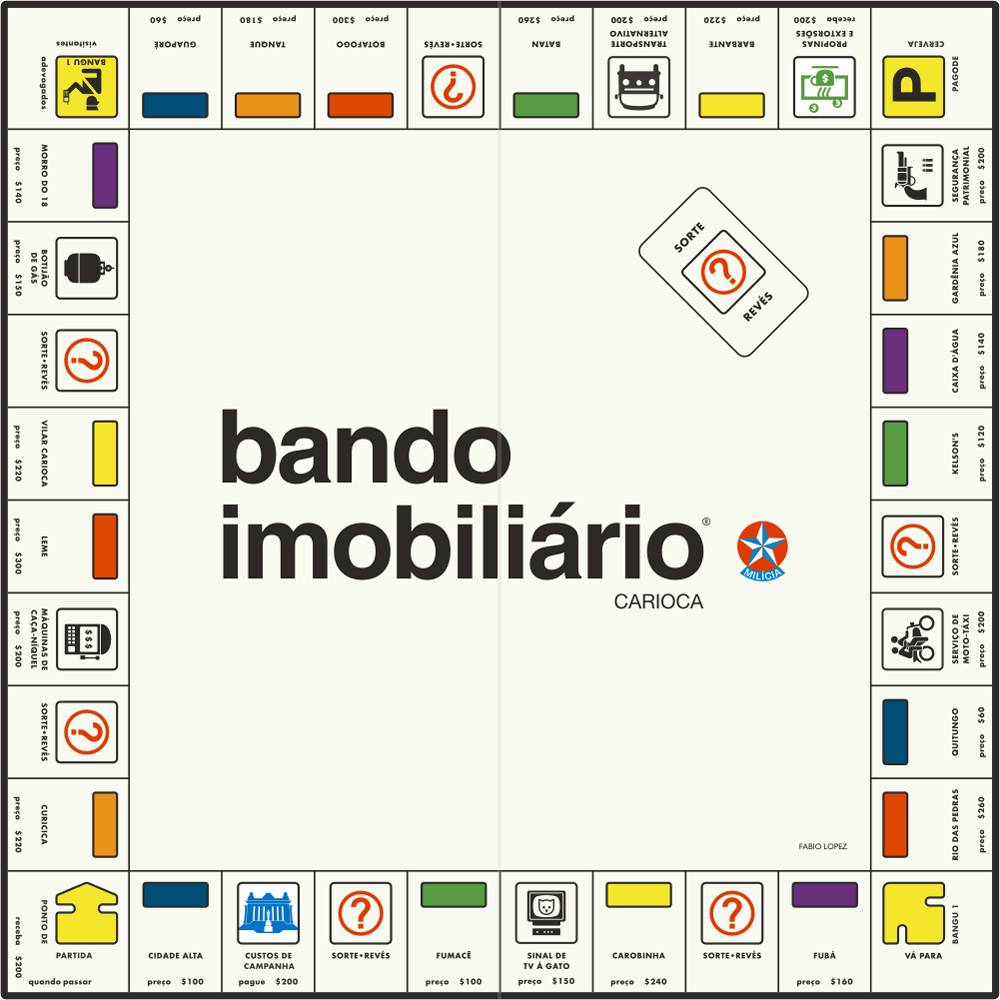 BANGU 1
visitantes
adevogados
GUAPORÉ
preço $60
TANQUE
preço $180
BOTAFOGO
preço $300
SORTE•REVÉS
BATAN
preço $260
TRANSPORTE
ALTERNATIVO
preço $200
BARBANTE
preço $220
PROPINAS
E EXTORSÕES
receba $200
P
PAGODE
CERVEJA
MORRO DO 18
preço $140
BOTIJÃO
DE GÁS
preço $150
SORTE•REVÉS
VILAR CARIOCA
preço $220
LEME
preço $300
MÁQUINAS DE
CAÇA-NÍQUEL
preço $200
SORTE•REVÉS
CURICICA
preço $220
SORTE
REVÉS
bando
imobiliário®
CARIOCA
MILÍCIA
FABIO LOPEZ
SEGURANÇA
PATRIMONIAL
preço $200
GARDÊNIA AZUL
preço $180
CAIXA D'ÁGUA
preço $140
KELSON'S
preço $120
SORTE•REVÉS
SERVIÇO DE
MOTO-TÁXI
preço $200
QUITUNGO
preço $60
RIO DAS PEDRAS
preço $260
PONTO DE
PARTIDA
receba $200
quando passar
CIDADE ALTA
preço $100
CUSTOS DE
CAMPANHA
pague $200
SORTE•REVÉS
FUMACÊ
preço $100
SINAL DE
TV À GATO
preço $150
CAROBINHA
preço $240
SORTE•REVÉS
FUBÁ
preço $160
VÁ PARA
BANGU 1